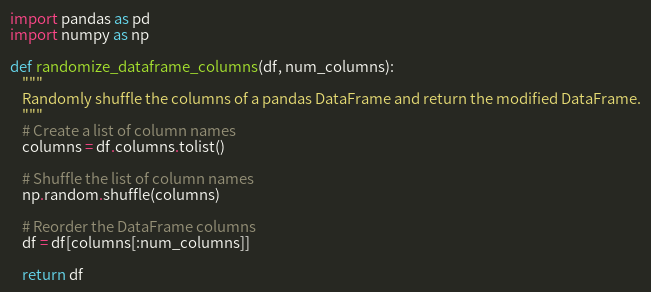 import pandas as pd
import numpy as np

def randomize_dataframe_columns(df, num_columns):
    """
    Randomly shuffle the columns of a pandas DataFrame and return the modified DataFrame.
    """
    # Create a list of column names
    columns = df.columns.tolist()

    # Shuffle the list of column names
    np.random.shuffle(columns)

    # Reorder the DataFrame columns
    df = df[columns[:num_columns]]

    return df